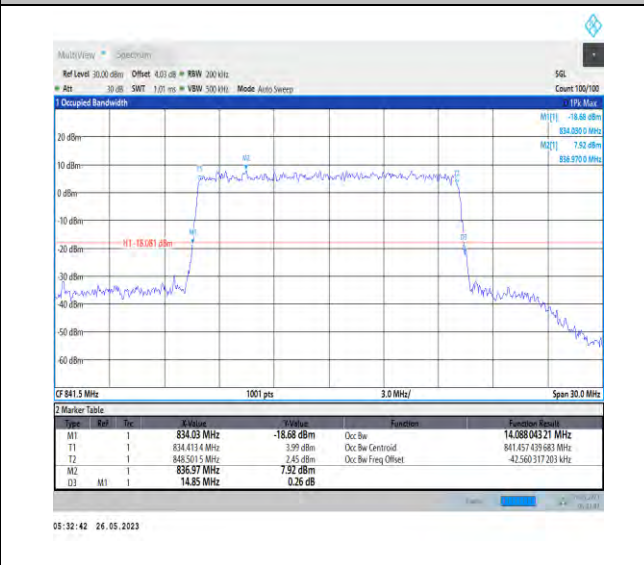 MultiView Spectrum
Ref Level 30.00 dBm Offset 4.03 dB RBW 200 kHz SGL
Att 30 dB SWT 1.01 ms VBW 500 kHz Mode Auto Sweep Count 100/100
1 Occupied Bandwidth 1Pk Max
M1[1] -18.68 dBm
834.030 0 MHz
M2[1] 7.92 dBm
836.970 0 MHz
20 dBm
10 dBm
0 dBm
-10 dBm
-20 dBm
-30 dBm
-40 dBm
-50 dBm
-60 dBm
T1
M2
T2
M1
D3
H1 -18.081 dBm
CF 841.5 MHz 1001 pts 3.0 MHz/ Span 30.0 MHz
2 Marker Table
Type Ref Trc X-Value Y-Value Function Function Result
M1 1 834.03 MHz -18.68 dBm Occ Bw 14.088 043 21 MHz
T1 1 834.413 4 MHz 3.99 dBm Occ Bw Centroid 841.457 439 683 MHz
T2 1 848.501 5 MHz 2.45 dBm Occ Bw Freq Offset -42.560 317 203 kHz
M2 1 836.97 MHz 7.92 dBm
D3 M1 1 14.85 MHz 0.26 dB
05:32:42 26.05.2023